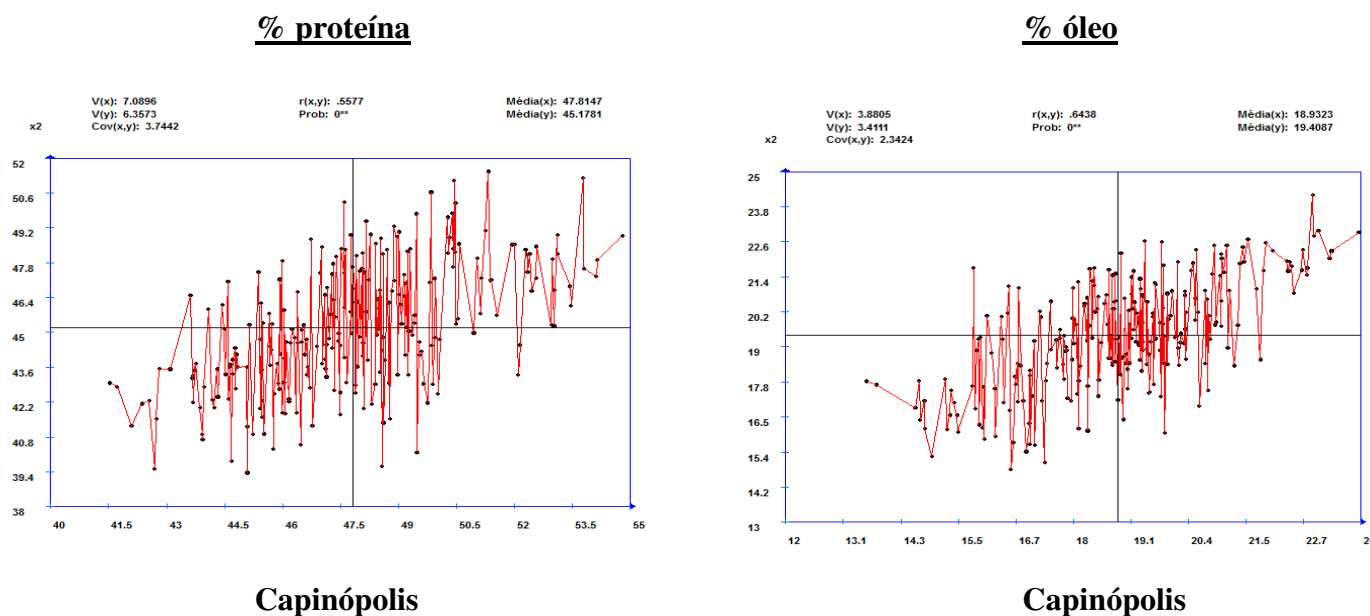 % proteína
V(x): 7.0896 r(x,y): .5577 Média(x): 47.8147
V(y): 6.3573 Prob: 0** Média(y): 45.1781
Cov(x,y): 3.7442
x2
52
50.6
49.2
47.8
46.4
45
43.6
42.2
40.8
39.4
38
40 41.5 43 44.5 46 47.5 49 50.5 52 53.5 55
Capinópolis
% óleo
V(x): 3.8805 r(x,y): .6438 Média(x): 18.9323
V(y): 3.4111 Prob: 0** Média(y): 19.4087
Cov(x,y): 2.3424
x2
25
23.8
22.6
21.4
20.2
19
17.8
16.5
15.4
14.2
13
12 13.1 14.3 15.5 16.7 18 19.1 20.4 21.5 22.7
Capinópolis